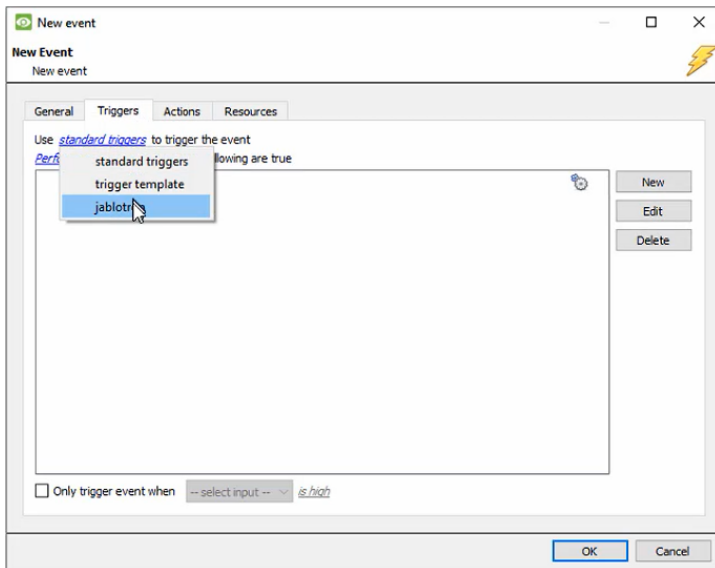 New event
New Event
New event
General Triggers Actions Resources
Use standard triggers to trigger the event
llowing are true
standard triggers
trigger template
New
Edit
Delete
Only trigger event when -- select input -- is high
OK Cancel